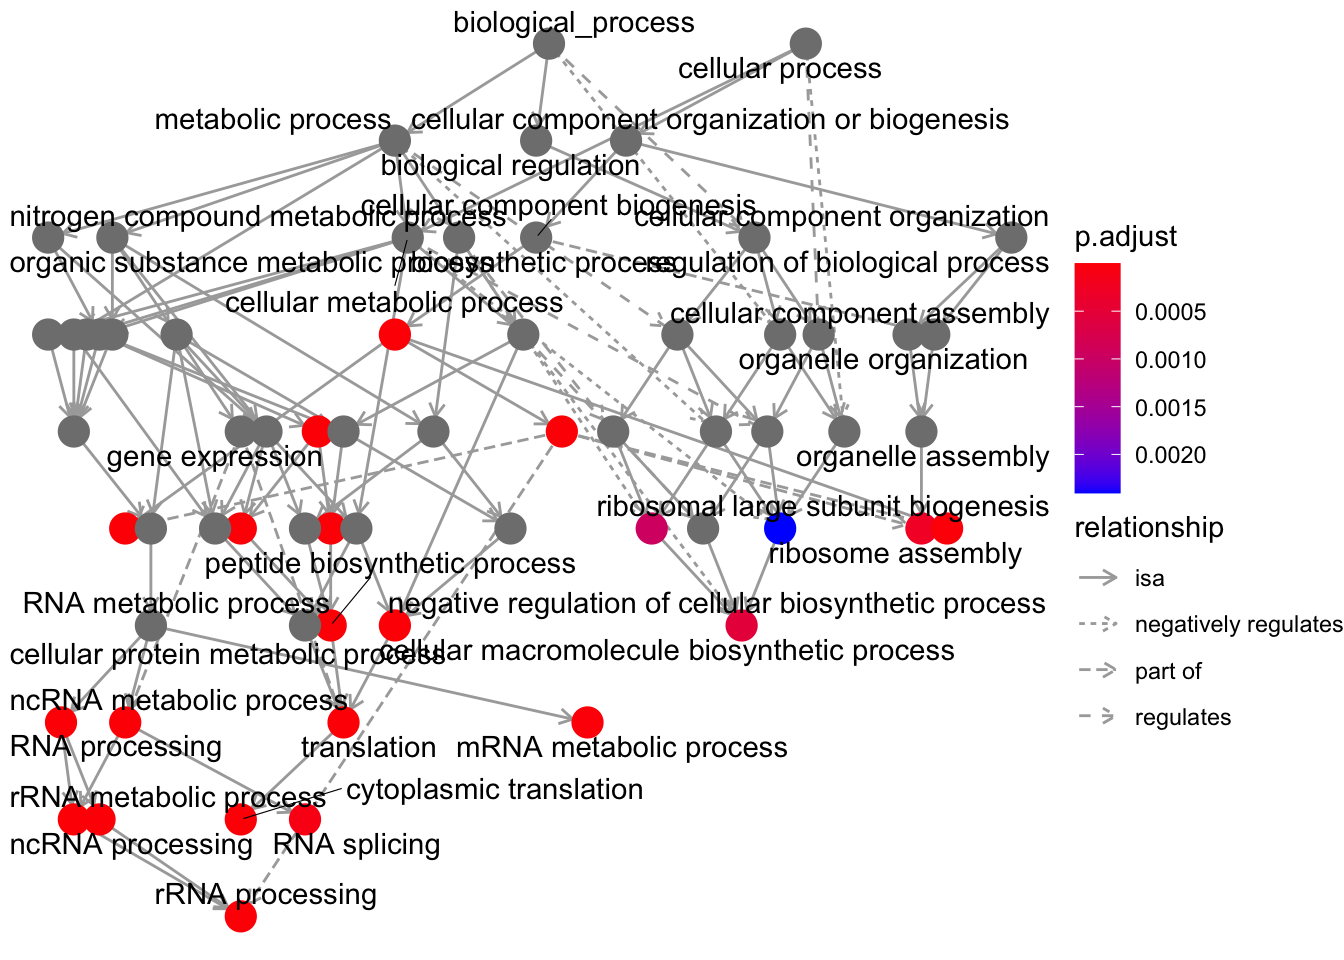 biological_process
cellular process
metabolic process
cellular component organization or biogenesis
biological regulation
cellular component biogenesis
nitrogen compound metabolic process
cellular component organization
organic substance metabolic process
biosynthetic process
regulation of biological process
cellular metabolic process
cellular component assembly
organelle organization
gene expression
organelle assembly
ribosomal large subunit biogenesis
ribosome assembly
peptide biosynthetic process
RNA metabolic process
negative regulation of cellular biosynthetic process
cellular protein metabolic process
cellular macromolecule biosynthetic process
ncRNA metabolic process
RNA processing
translation
mRNA metabolic process
rRNA metabolic process
cytoplasmic translation
ncRNA processing
RNA splicing
rRNA processing
p.adjust
0.0005
0.0010
0.0015
0.0020
relationship
isa
negatively regulates
part of
regulates